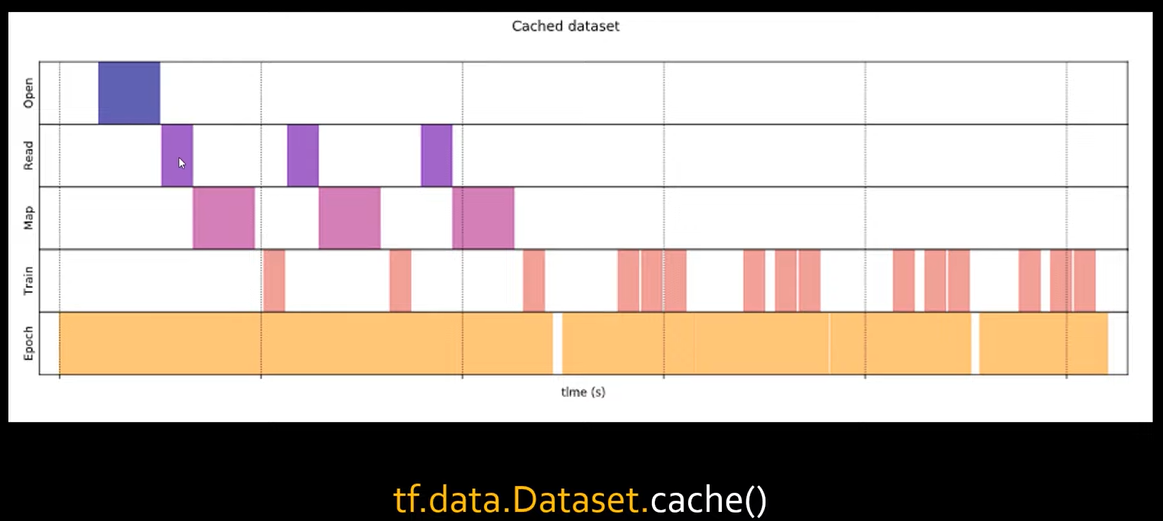 Cached dataset
Open
Read
Map
Train
Epoch
time (s)
tf.data.Dataset.cache()